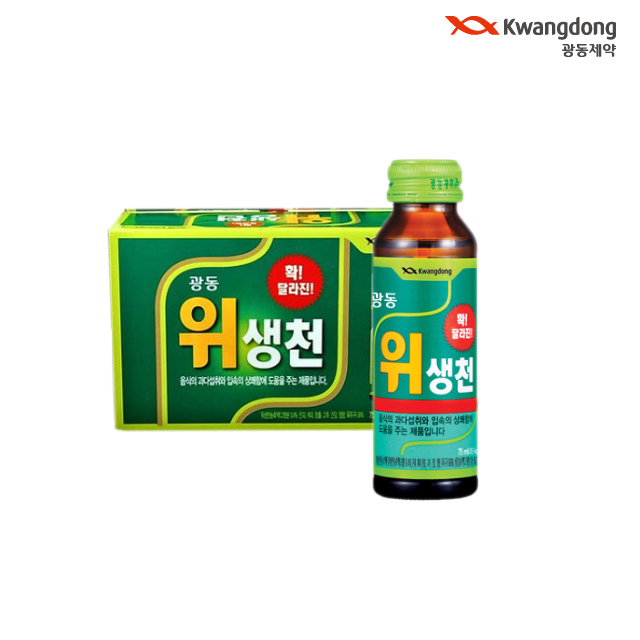 Kwangdong
광동제약
광동
확!
달라진!
위생천
음식의 과다섭취와 입속의 상쾌함에 도움을 주는 제품입니다.
Kwangdong
광동
확!
달라진!
위생천
음식의 과다섭취와 입속의 상쾌함에
도움을 주는 제품입니다
75 ml